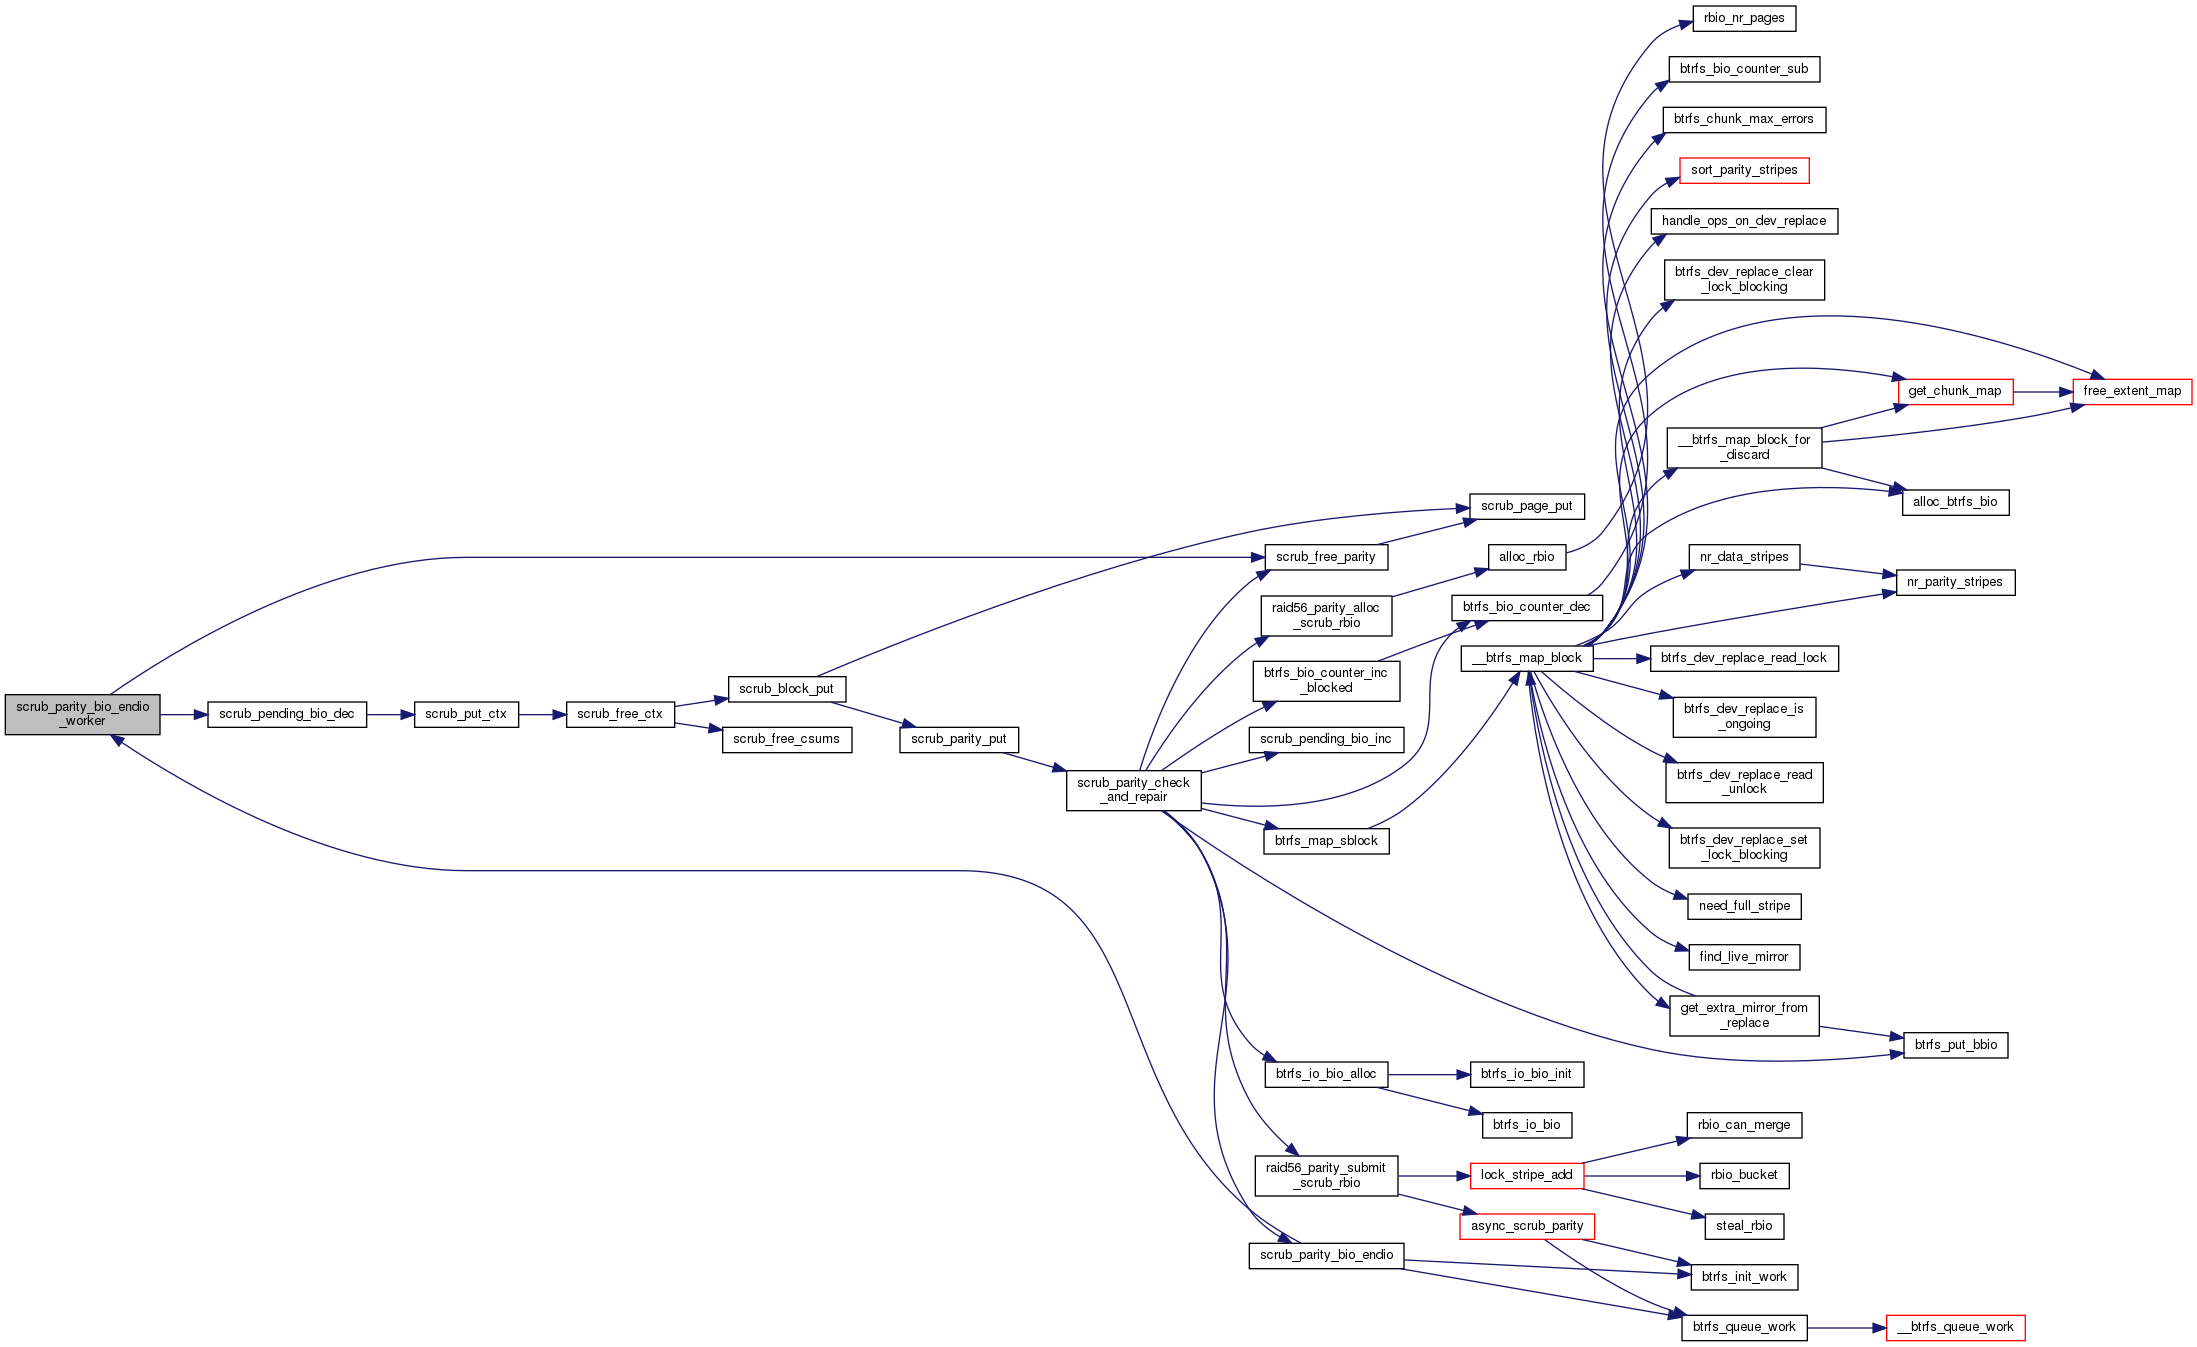 scrub_parity_bio_endio
_worker
scrub_pending_bio_dec
scrub_put_ctx
scrub_free_ctx
scrub_block_put
scrub_free_csums
scrub_parity_put
scrub_parity_check
_and_repair
scrub_page_put
scrub_free_parity
alloc_rbio
raid56_parity_alloc
_scrub_rbio
btrfs_bio_counter_dec
btrfs_bio_counter_inc
_blocked
scrub_pending_bio_inc
btrfs_map_sblock
__btrfs_map_block
btrfs_io_bio_alloc
btrfs_io_bio_init
btrfs_io_bio
raid56_parity_submit
_scrub_rbio
lock_stripe_add
async_scrub_parity
scrub_parity_bio_endio
rbio_nr_pages
btrfs_bio_counter_sub
btrfs_chunk_max_errors
sort_parity_stripes
handle_ops_on_dev_replace
btrfs_dev_replace_clear
_lock_blocking
get_chunk_map
free_extent_map
__btrfs_map_block_for
_discard
alloc_btrfs_bio
nr_data_stripes
nr_parity_stripes
btrfs_dev_replace_read_lock
btrfs_dev_replace_is
_ongoing
btrfs_dev_replace_read
_unlock
btrfs_dev_replace_set
_lock_blocking
need_full_stripe
find_live_mirror
get_extra_mirror_from
_replace
btrfs_put_bbio
rbio_can_merge
rbio_bucket
steal_rbio
btrfs_init_work
btrfs_queue_work
__btrfs_queue_work